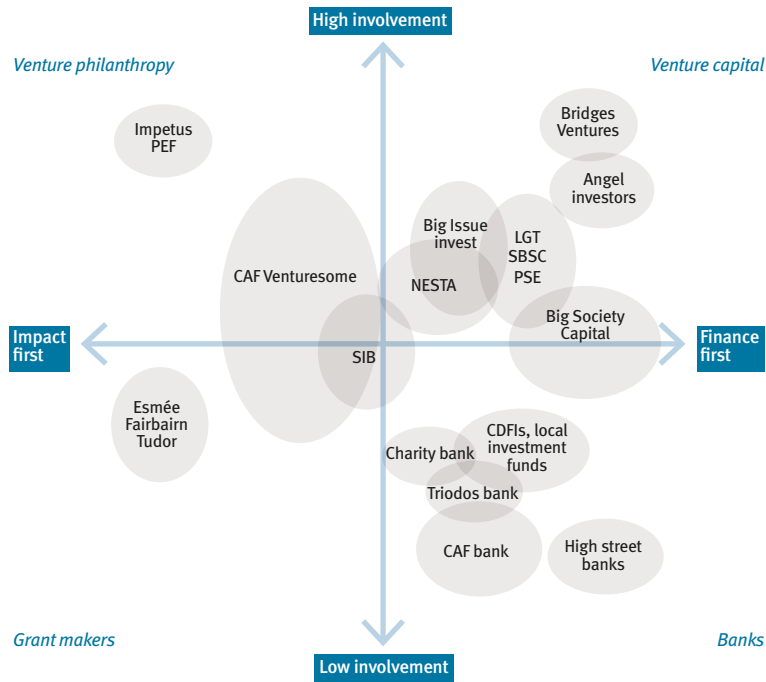 High involvement
Venture philanthropy
Venture capital
Impetus
PEF
Bridges
Ventures
Angel
investors
Big Issue
invest
LGT
SBSC
PSE
CAF Venturesome
NESTA
Big Society
Capital
Impact
first
SIB
Finance
first
Esmée
Fairbairn
Tudor
Charity bank
CDFIs, local
investment
funds
Triodos bank
CAF bank
High street
banks
Grant makers
Banks
Low involvement